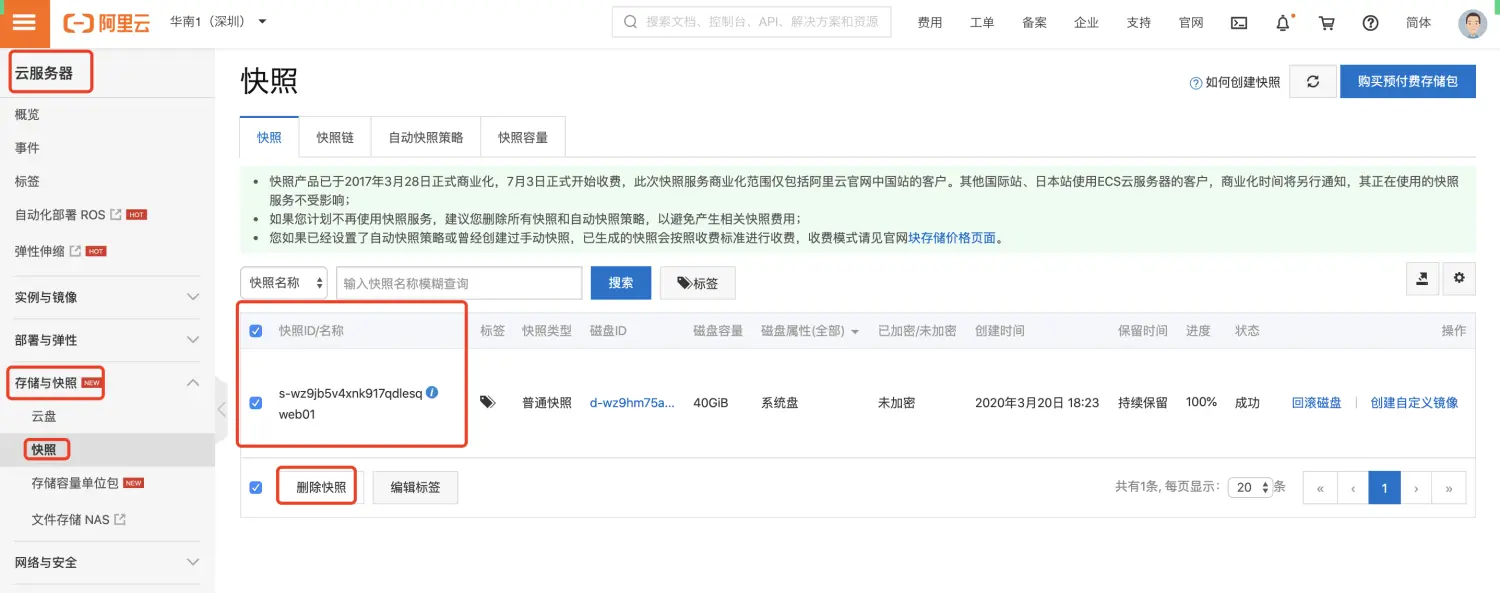 阿里云
华南1（深圳）
搜索文档、控制台、API、解决方案和资源
费用
工单
备案
企业
支持
官网
简体
云服务器
概览
事件
标签
自动化部署 ROS HOT
弹性伸缩 HOT
实例与镜像
部署与弹性
存储与快照 NEW
云盘
快照
存储容量单位包 NEW
文件存储 NAS
网络与安全
快照
如何创建快照
购买预付费存储包
快照 快照链 自动快照策略 快照容量
• 快照产品已于2017年3月28日正式商业化，7月3日正式开始收费，此次快照服务商业化范围仅包括阿里云官网中国站的客户。其他国际站、日本站使用ECS云服务器的客户，商业化时间将另行通知，其正在使用的快照
服务不受影响；
• 如果您计划不再使用快照服务，建议您删除所有快照和自动快照策略，以避免产生相关快照费用；
• 您如果已经设置了自动快照策略或曾经创建过手动快照，已生成的快照会按照收费标准进行收费，收费模式请见官网块存储价格页面。
快照名称 输入快照名称模糊查询 搜索 标签
快照ID/名称 标签 快照类型 磁盘ID 磁盘容量 磁盘属性(全部) 已加密/未加密 创建时间 保留时间 进度 状态 操作
s-wz9jb5v4xnk917qdlesq
web01
普通快照 d-wz9hm75a... 40GiB 系统盘 未加密 2020年3月20日 18:23 持续保留 100% 成功 回滚磁盘 | 创建自定义镜像
删除快照 编辑标签 共有1条, 每页显示： 20 条 « ‹ 1 › »